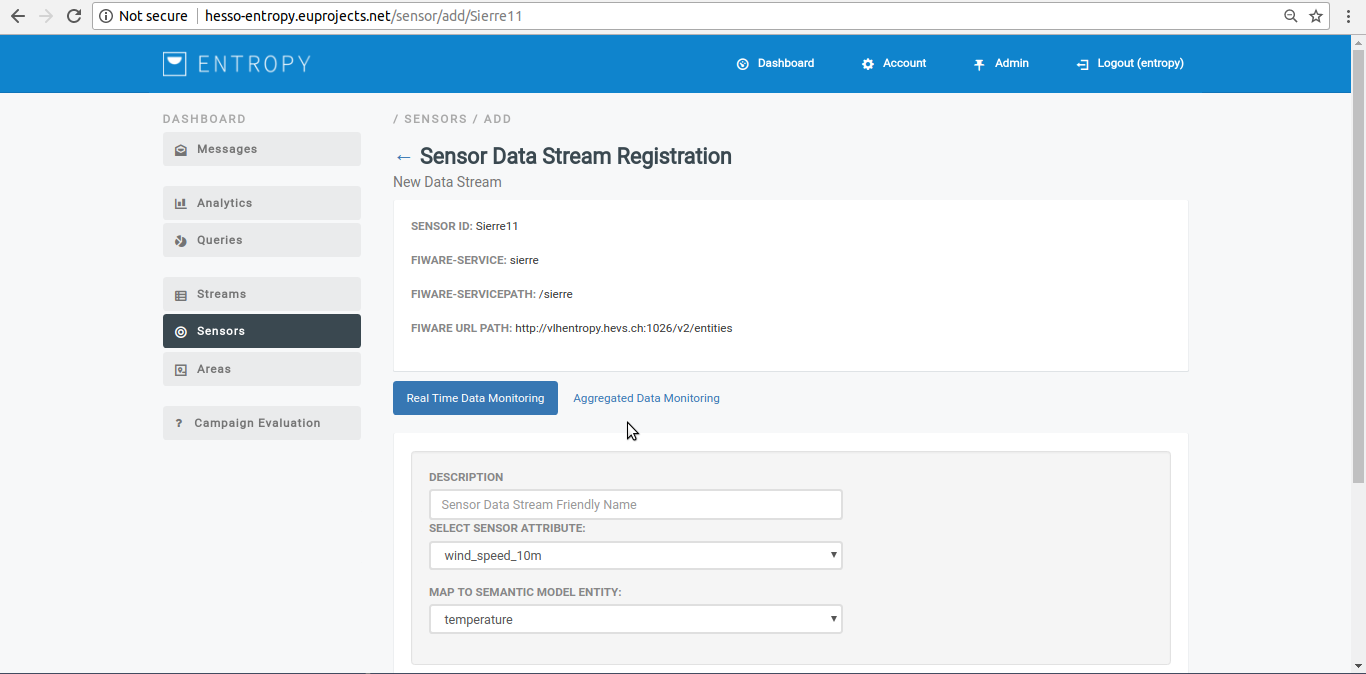 Not secure hesso-entropy.euprojects.net/sensor/add/Sierre11
ENTROPY
Dashboard
Account
Admin
Logout (entropy)
DASHBOARD
Messages
Analytics
Queries
Streams
Sensors
Areas
? Campaign Evaluation
/ SENSORS / ADD
← Sensor Data Stream Registration
New Data Stream
SENSOR ID: Sierre11
FIWARE-SERVICE: sierre
FIWARE-SERVICEPATH: /sierre
FIWARE URL PATH: http://vlhentropy.hevs.ch:1026/v2/entities
Real Time Data Monitoring
Aggregated Data Monitoring
DESCRIPTION
Sensor Data Stream Friendly Name
SELECT SENSOR ATTRIBUTE:
wind_speed_10m
MAP TO SEMANTIC MODEL ENTITY:
temperature